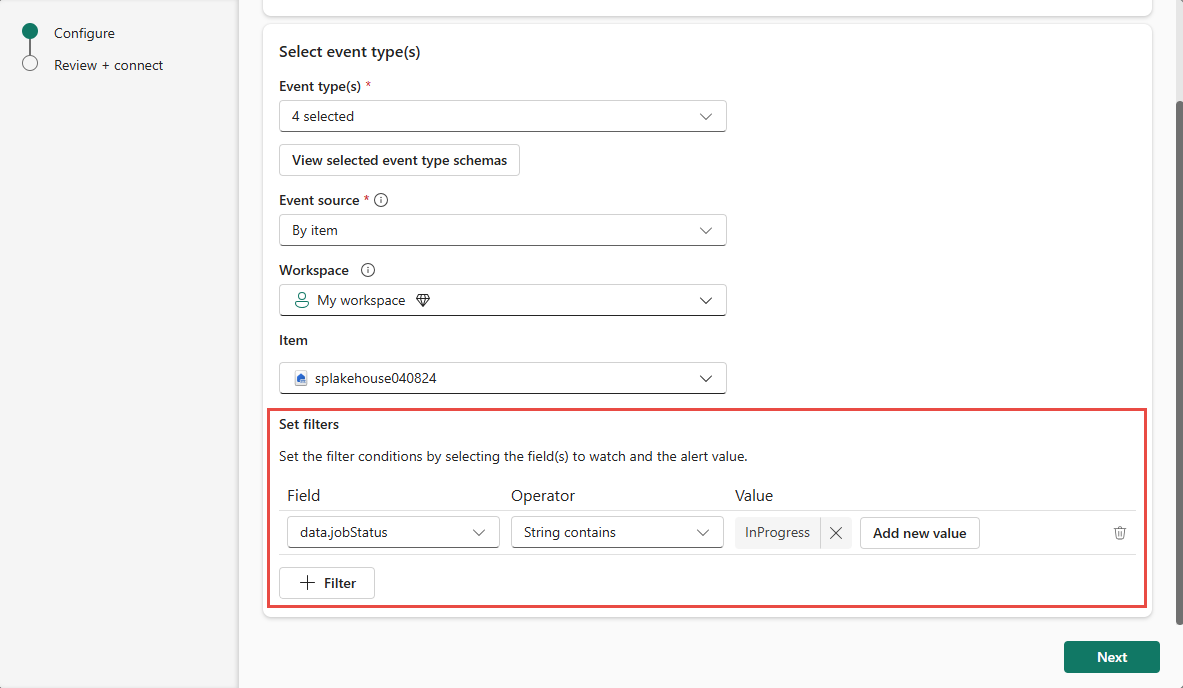 Configure
Review + connect
Select event type(s)
Event type(s) *
4 selected
View selected event type schemas
Event source *
By item
Workspace
My workspace
Item
splakehouse040824
Set filters
Set the filter conditions by selecting the field(s) to watch and the alert value.
Field Operator Value
data.jobStatus String contains InProgress Add new value
Filter
Next